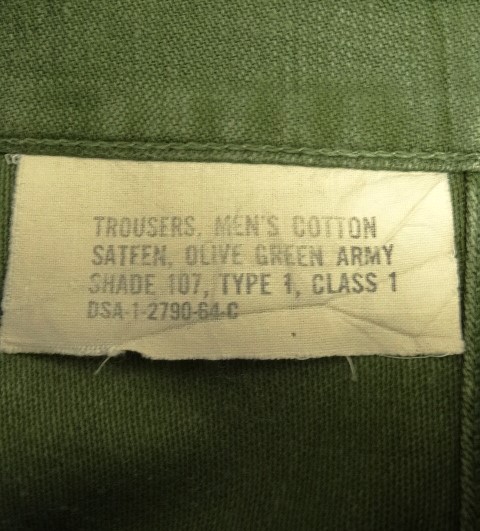 TROUSERS, MEN'S COTTON
SATEEN, OLIVE GREEN ARMY
SHADE 107, TYPE 1, CLASS 1
DSA-1-2790-64-C